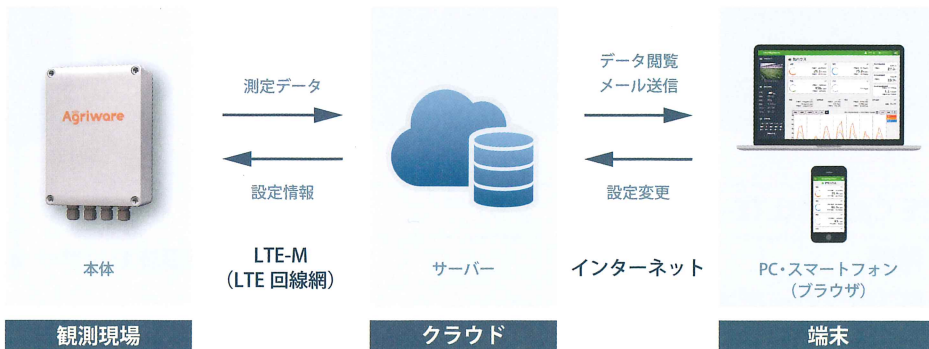 Agriware
本体
観測現場
測定データ
設定情報
LTE-M
（LTE 回線網）
サーバー
クラウド
データ閲覧
メール送信
設定変更
インターネット
PC・スマートフォン
（ブラウザ）
端末